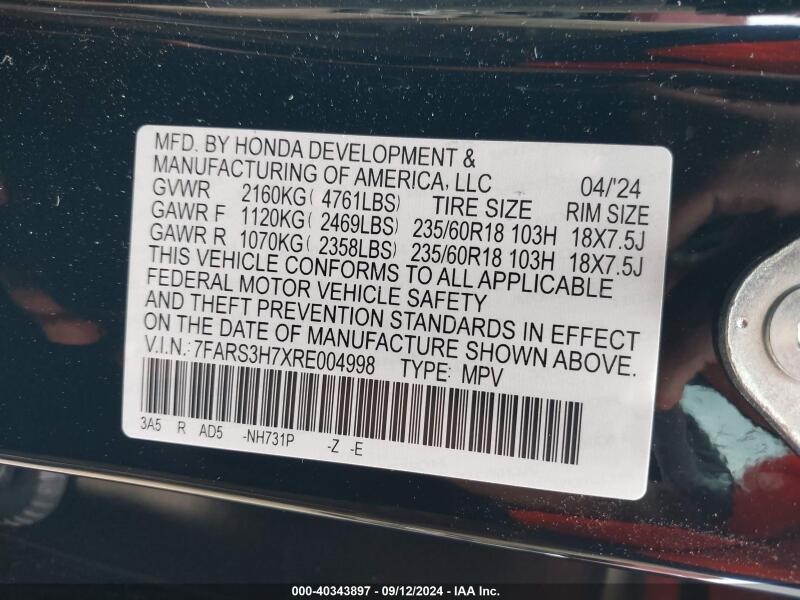 MFD. BY HONDA DEVELOPMENT &
MANUFACTURING OF AMERICA, LLC 04/'24
GVWR 2160KG( 4761LBS) TIRE SIZE RIM SIZE
GAWR F 1120KG( 2469LBS) 235/60R18 103H 18X7.5J
GAWR R 1070KG( 2358LBS) 235/60R18 103H 18X7.5J
THIS VEHICLE CONFORMS TO ALL APPLICABLE
FEDERAL MOTOR VEHICLE SAFETY
AND THEFT PREVENTION STANDARDS IN EFFECT
ON THE DATE OF MANUFACTURE SHOWN ABOVE.
V.I.N.: 7FARS3H7XRE004998 TYPE: MPV
3A5 R AD5 -NH731P -Z -E
000-40343897 - 09/12/2024 - IAA Inc.